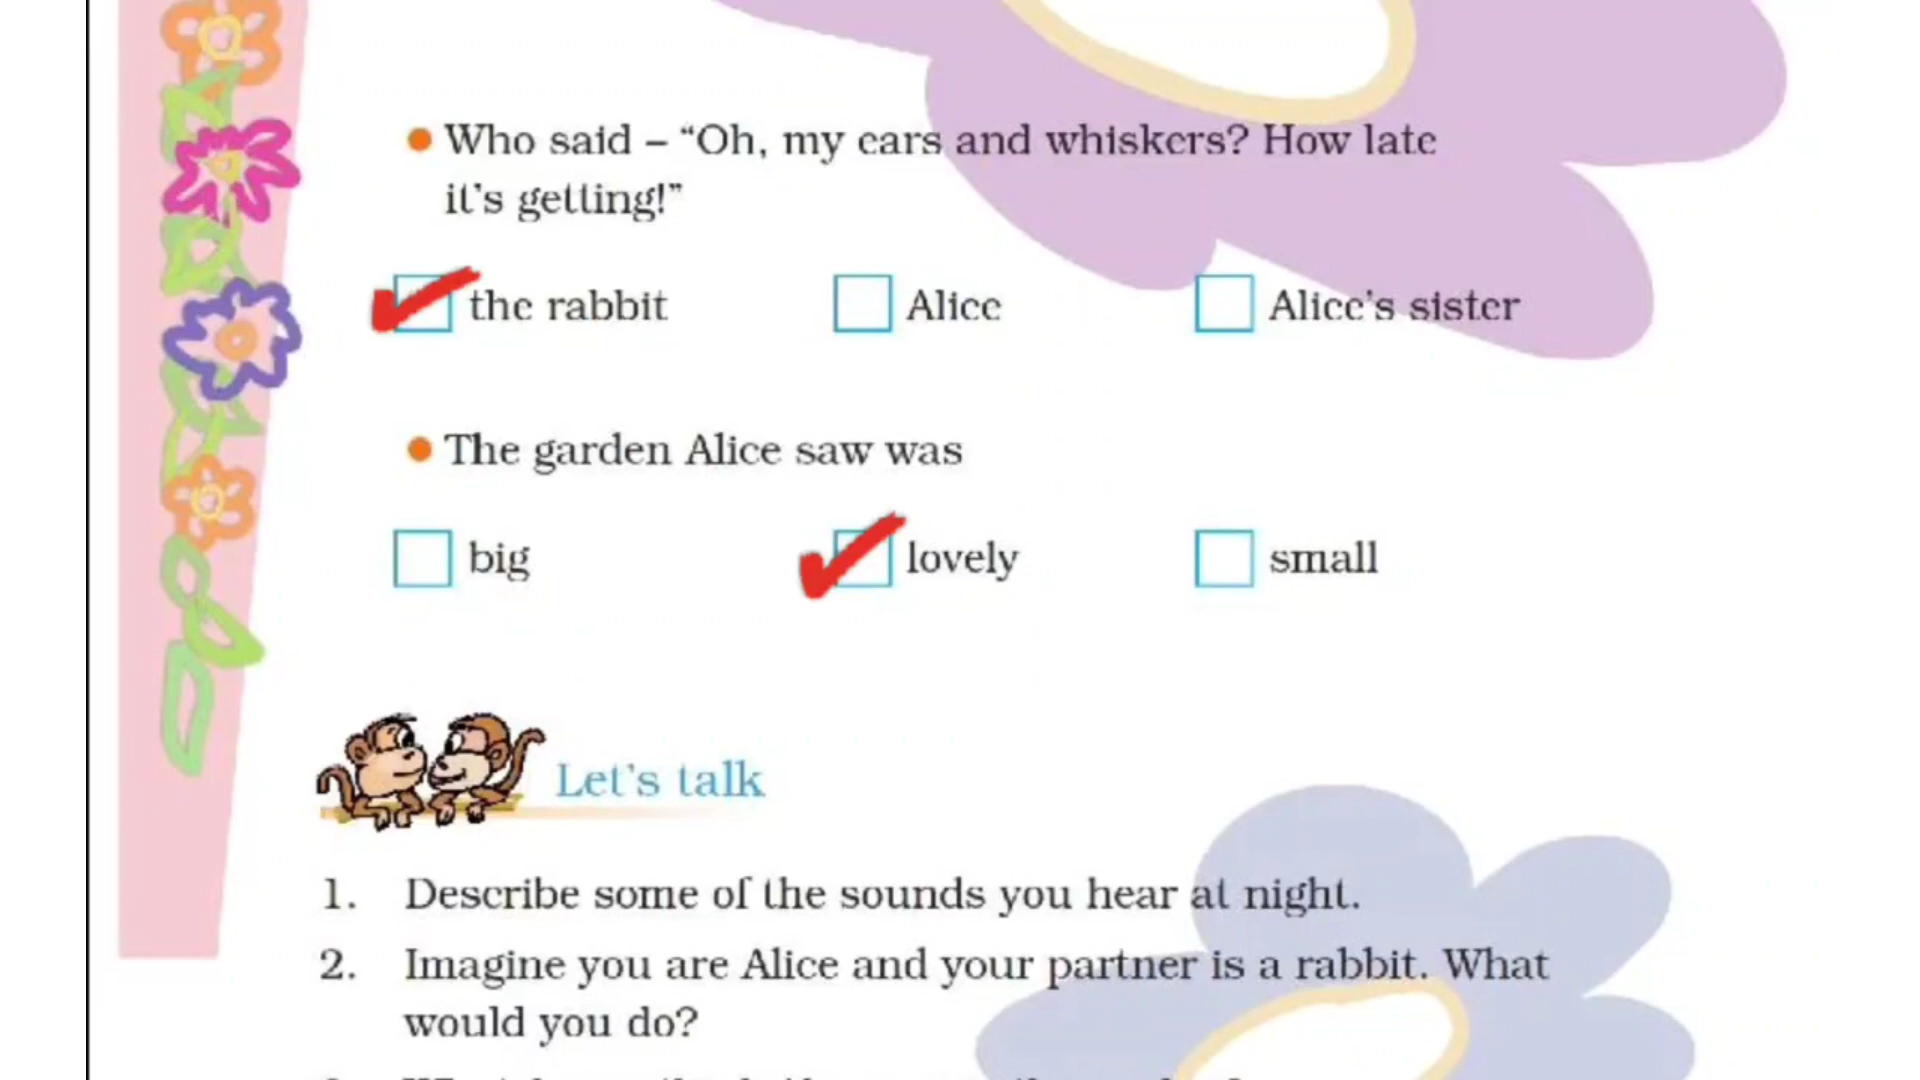 Who said – “Oh, my ears and whiskers? How late
it’s getting!”
the rabbit Alice Alice’s sister
The garden Alice saw was
big lovely small
Let’s talk
1. Describe some of the sounds you hear at night.
2. Imagine you are Alice and your partner is a rabbit. What
would you do?